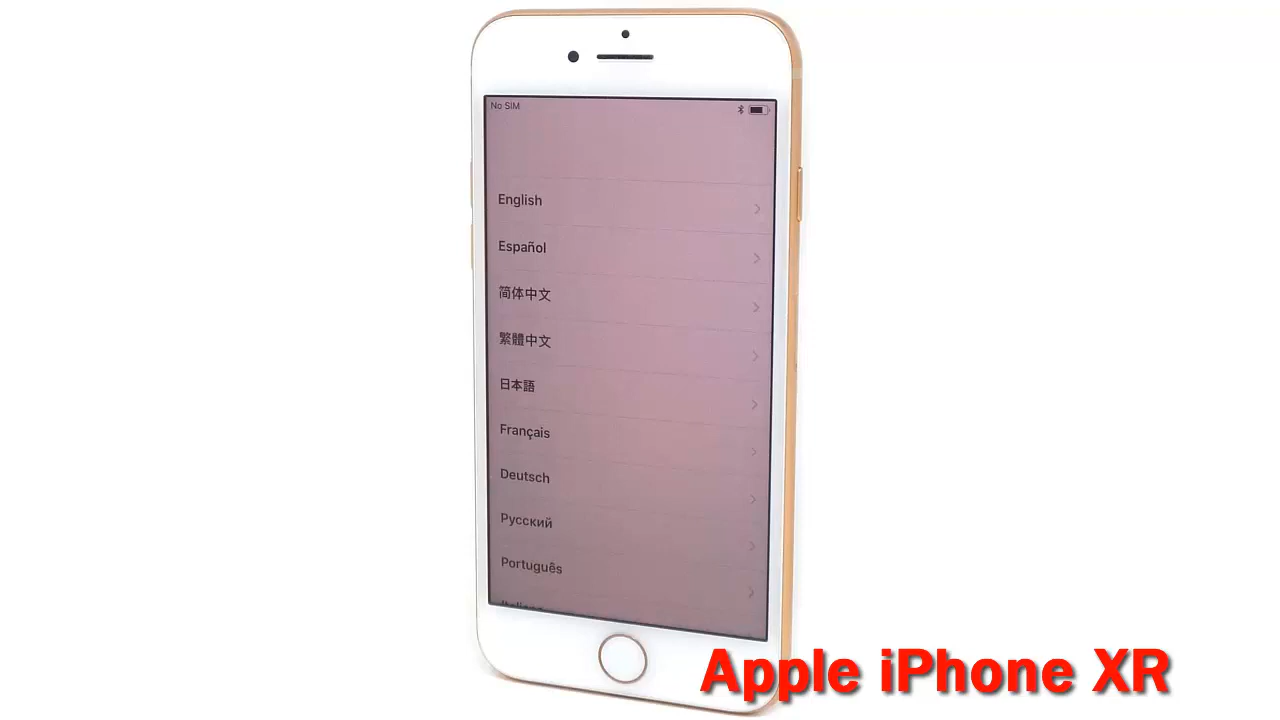 No SIM
English
Español
简体中文
繁體中文
日本語
Français
Deutsch
Русский
Português
Italiano
Apple iPhone XR